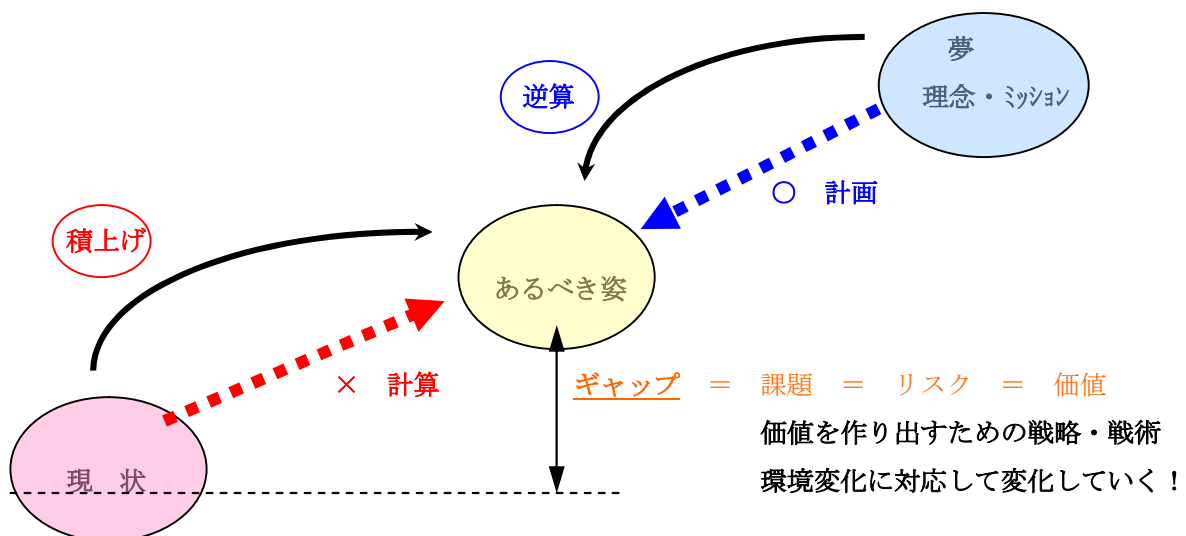 夢
理念・ﾐｯｼｮﾝ
逆算
〇　計画
積上げ
あるべき姿
×　計算
ギャップ　＝　課題　＝　リスク　＝　価値
価値を作り出すための戦略・戦術
現　状
環境変化に対応して変化していく！